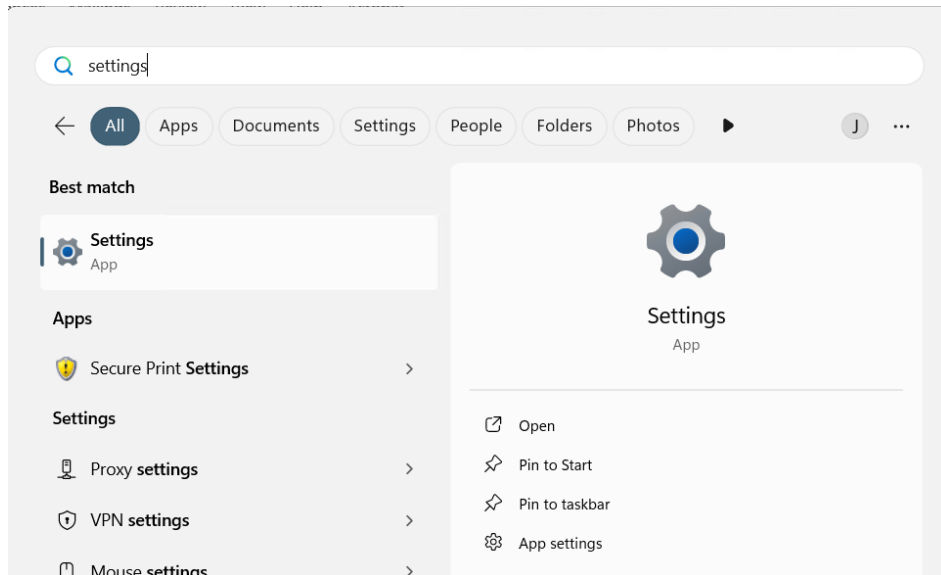 settings
All
Apps
Documents
Settings
People
Folders
Photos
J
Best match
Settings
App
Apps
Secure Print Settings
Settings
Proxy settings
VPN settings
Mouse settings
Settings
App
Open
Pin to Start
Pin to taskbar
App settings